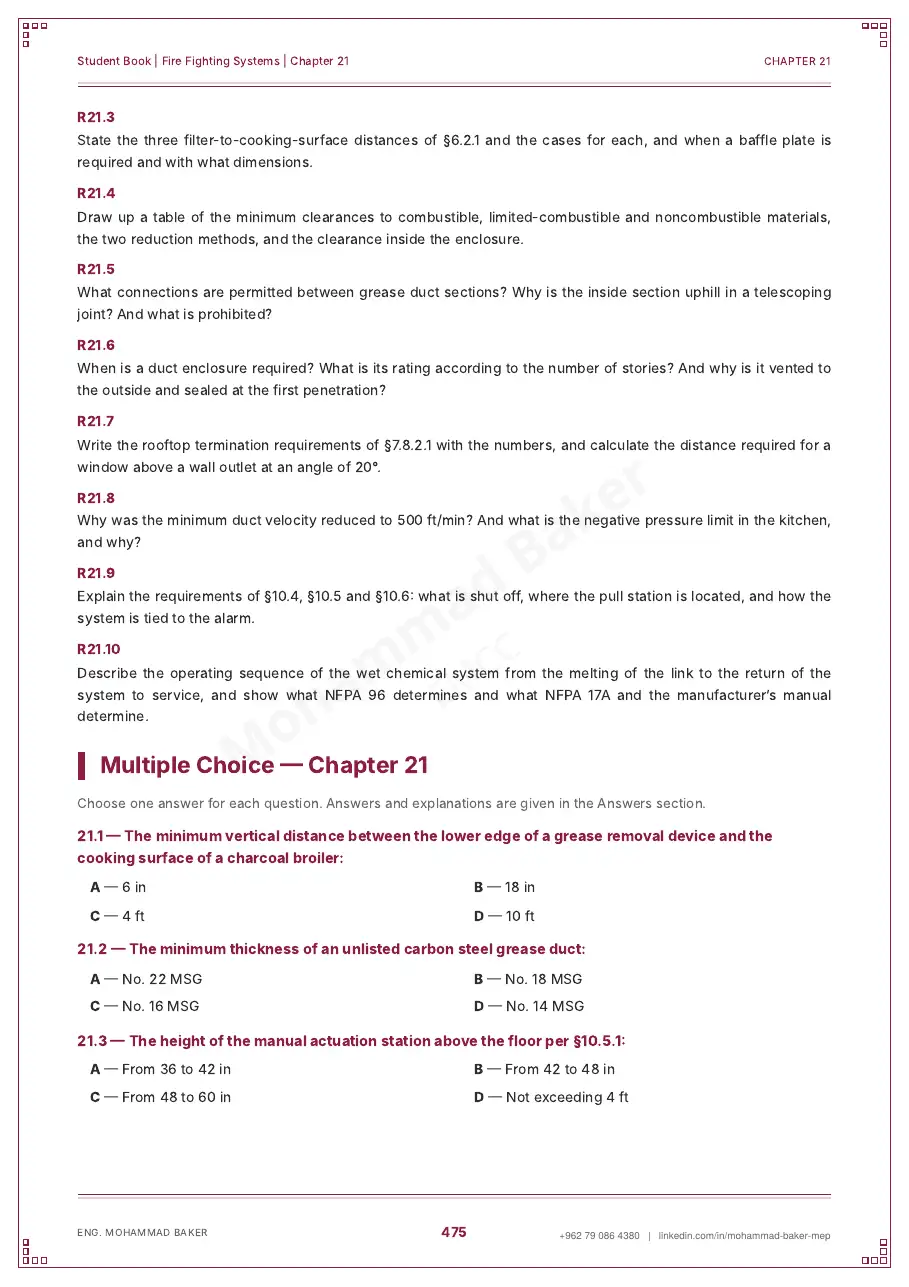 Student Book | Fire Fighting Systems | Chapter 21
CHAPTER 21
R21.3
State the three filter-to-cooking-surface distances of §6.2.1 and the cases for each, and when a baffle plate is
required and with what dimensions.
R21.4
Draw up a table of the minimum clearances to combustible, limited-combustible and noncombustible materials,
the two reduction methods, and the clearance inside the enclosure.
R21.5
What connections are permitted between grease duct sections? Why is the inside section uphill in a telescoping
joint? And what is prohibited?
R21.6
When is a duct enclosure required? What is its rating according to the number of stories? And why is it vented to
the outside and sealed at the first penetration?
R21.7
Write the rooftop termination requirements of §7.8.2.1 with the numbers, and calculate the distance required for a
window above a wall outlet at an angle of 20°.
R21.8
Why was the minimum duct velocity reduced to 500 ft/min? And what is the negative pressure limit in the kitchen,
and why?
R21.9
Explain the requirements of §10.4, §10.5 and §10.6: what is shut off, where the pull station is located, and how the
system is tied to the alarm.
R21.10
Describe the operating sequence of the wet chemical system from the melting of the link to the return of the
system to service, and show what NFPA 96 determines and what NFPA 17A and the manufacturer's manual
determine.
Multiple Choice — Chapter 21
Choose one answer for each question. Answers and explanations are given in the Answers section.
21.1 — The minimum vertical distance between the lower edge of a grease removal device and the
cooking surface of a charcoal broiler:
A — 6 in
B — 18 in
C — 4 ft
D — 10 ft
21.2 — The minimum thickness of an unlisted carbon steel grease duct:
A — No. 22 MSG
B — No. 18 MSG
C — No. 16 MSG
D — No. 14 MSG
21.3 — The height of the manual actuation station above the floor per §10.5.1:
A — From 36 to 42 in
B — From 42 to 48 in
C — From 48 to 60 in
D — Not exceeding 4 ft
ENG. MOHAMMAD BAKER
475
+962 79 086 4380 | linkedin.com/in/mohammad-baker-mep
Mohammad Baker